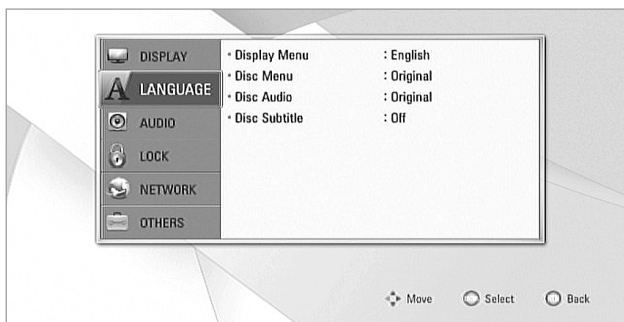 DISPLAY
LANGUAGE
AUDIO
LOCK
NETWORK
OTHERS
• Display Menu : English
• Disc Menu : Original
• Disc Audio : Original
• Disc Subtitle : Off
Move Select Back